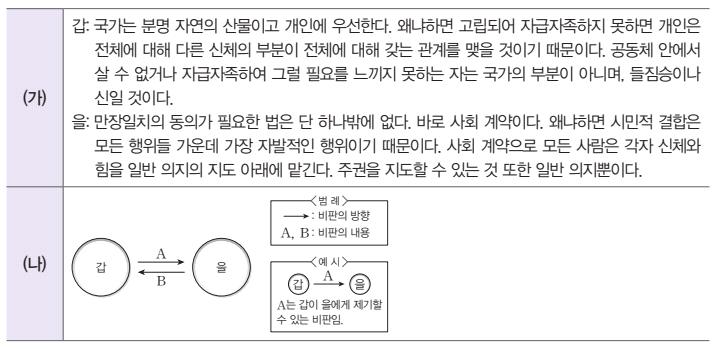 (가)
갑: 국가는 분명 자연의 산물이고 개인에 우선한다. 왜냐하면 고립되어 자급자족하지 못하면 개인은
전체에 대해 다른 신체의 부분이 전체에 대해 갖는 관계를 맺을 것이기 때문이다. 공동체 안에서
살 수 없거나 자급자족하여 그럴 필요를 느끼지 못하는 자는 국가의 부분이 아니며, 들짐승이나
신일 것이다.
을: 만장일치의 동의가 필요한 법은 단 하나밖에 없다. 바로 사회 계약이다. 왜냐하면 시민적 결합은
모든 행위들 가운데 가장 자발적인 행위이기 때문이다. 사회 계약으로 모든 사람은 각자 신체와
힘을 일반 의지의 지도 아래에 맡긴다. 주권을 지도할 수 있는 것 또한 일반 의지뿐이다.
(나)
갑
A
B
을
<범 례>
: 비판의 방향
A, B : 비판의 내용
<예 시>
갑 A 을
A는 갑이 을에게 제기할
수 있는 비판임.